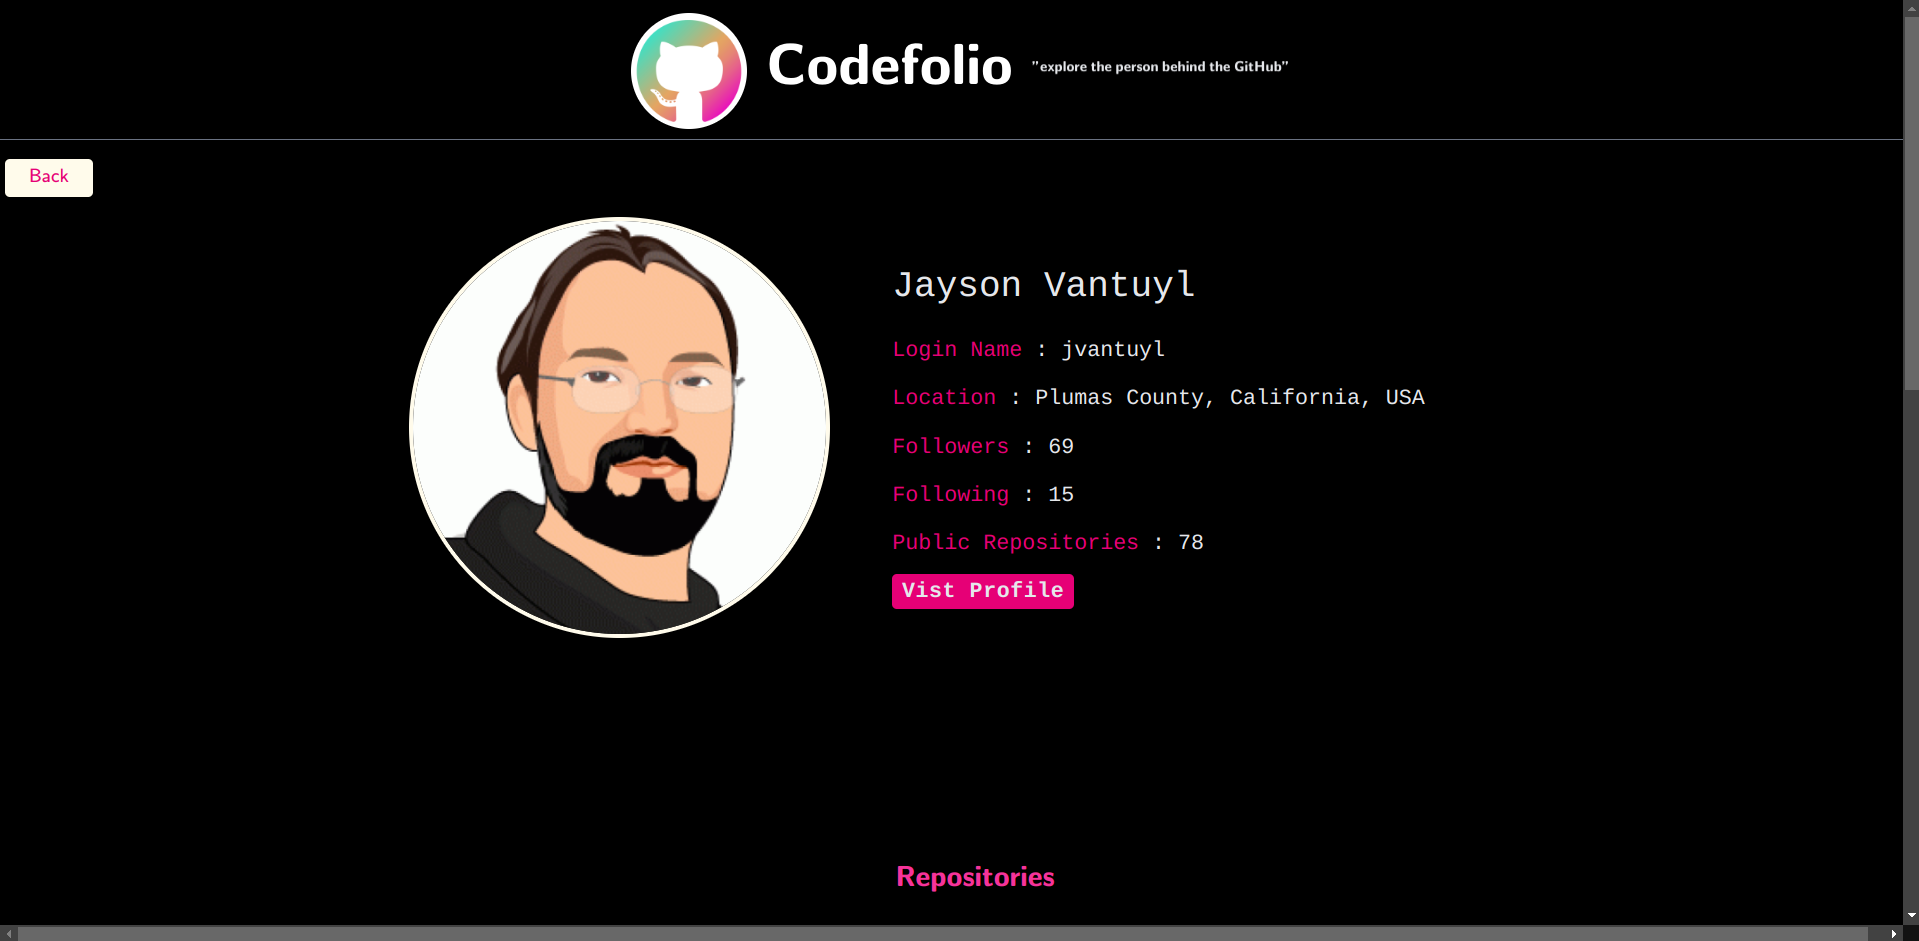 Codefolio
"explore the person behind the GitHub"
Back
Jayson Vantuyl
Login Name : jvantuyl
Location : Plumas County, California, USA
Followers : 69
Following : 15
Public Repositories : 78
Vist Profile
Repositories